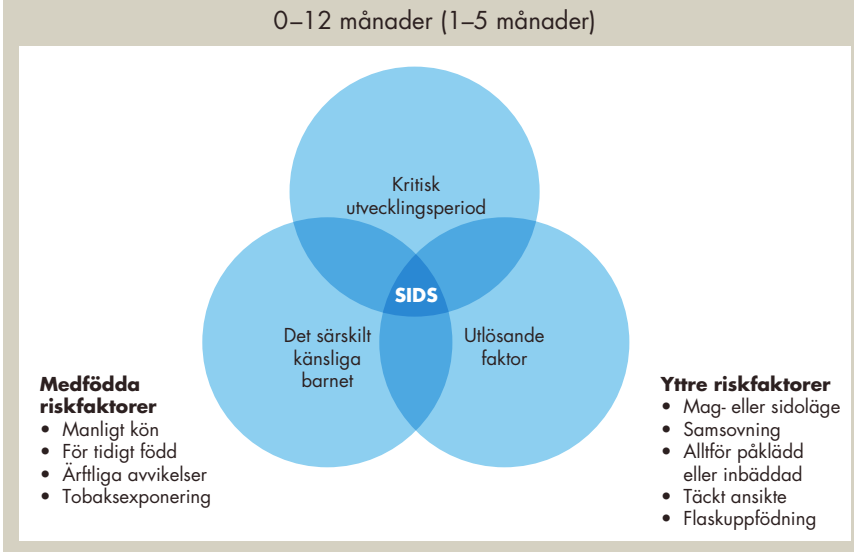 0–12 månader (1–5 månader)
Kritisk
utvecklingsperiod
SIDS
Det särskilt
känsliga
barnet
Utlösande
faktor
Medfödda
riskfaktorer
• Manligt kön
• För tidigt född
• Ärftliga avvikelser
• Tobaksexponering
Yttre riskfaktorer
• Mag- eller sidoläge
• Samsovning
• Alltför påklädd
eller inbäddad
• Täckt ansikte
• Flaskuppfödning